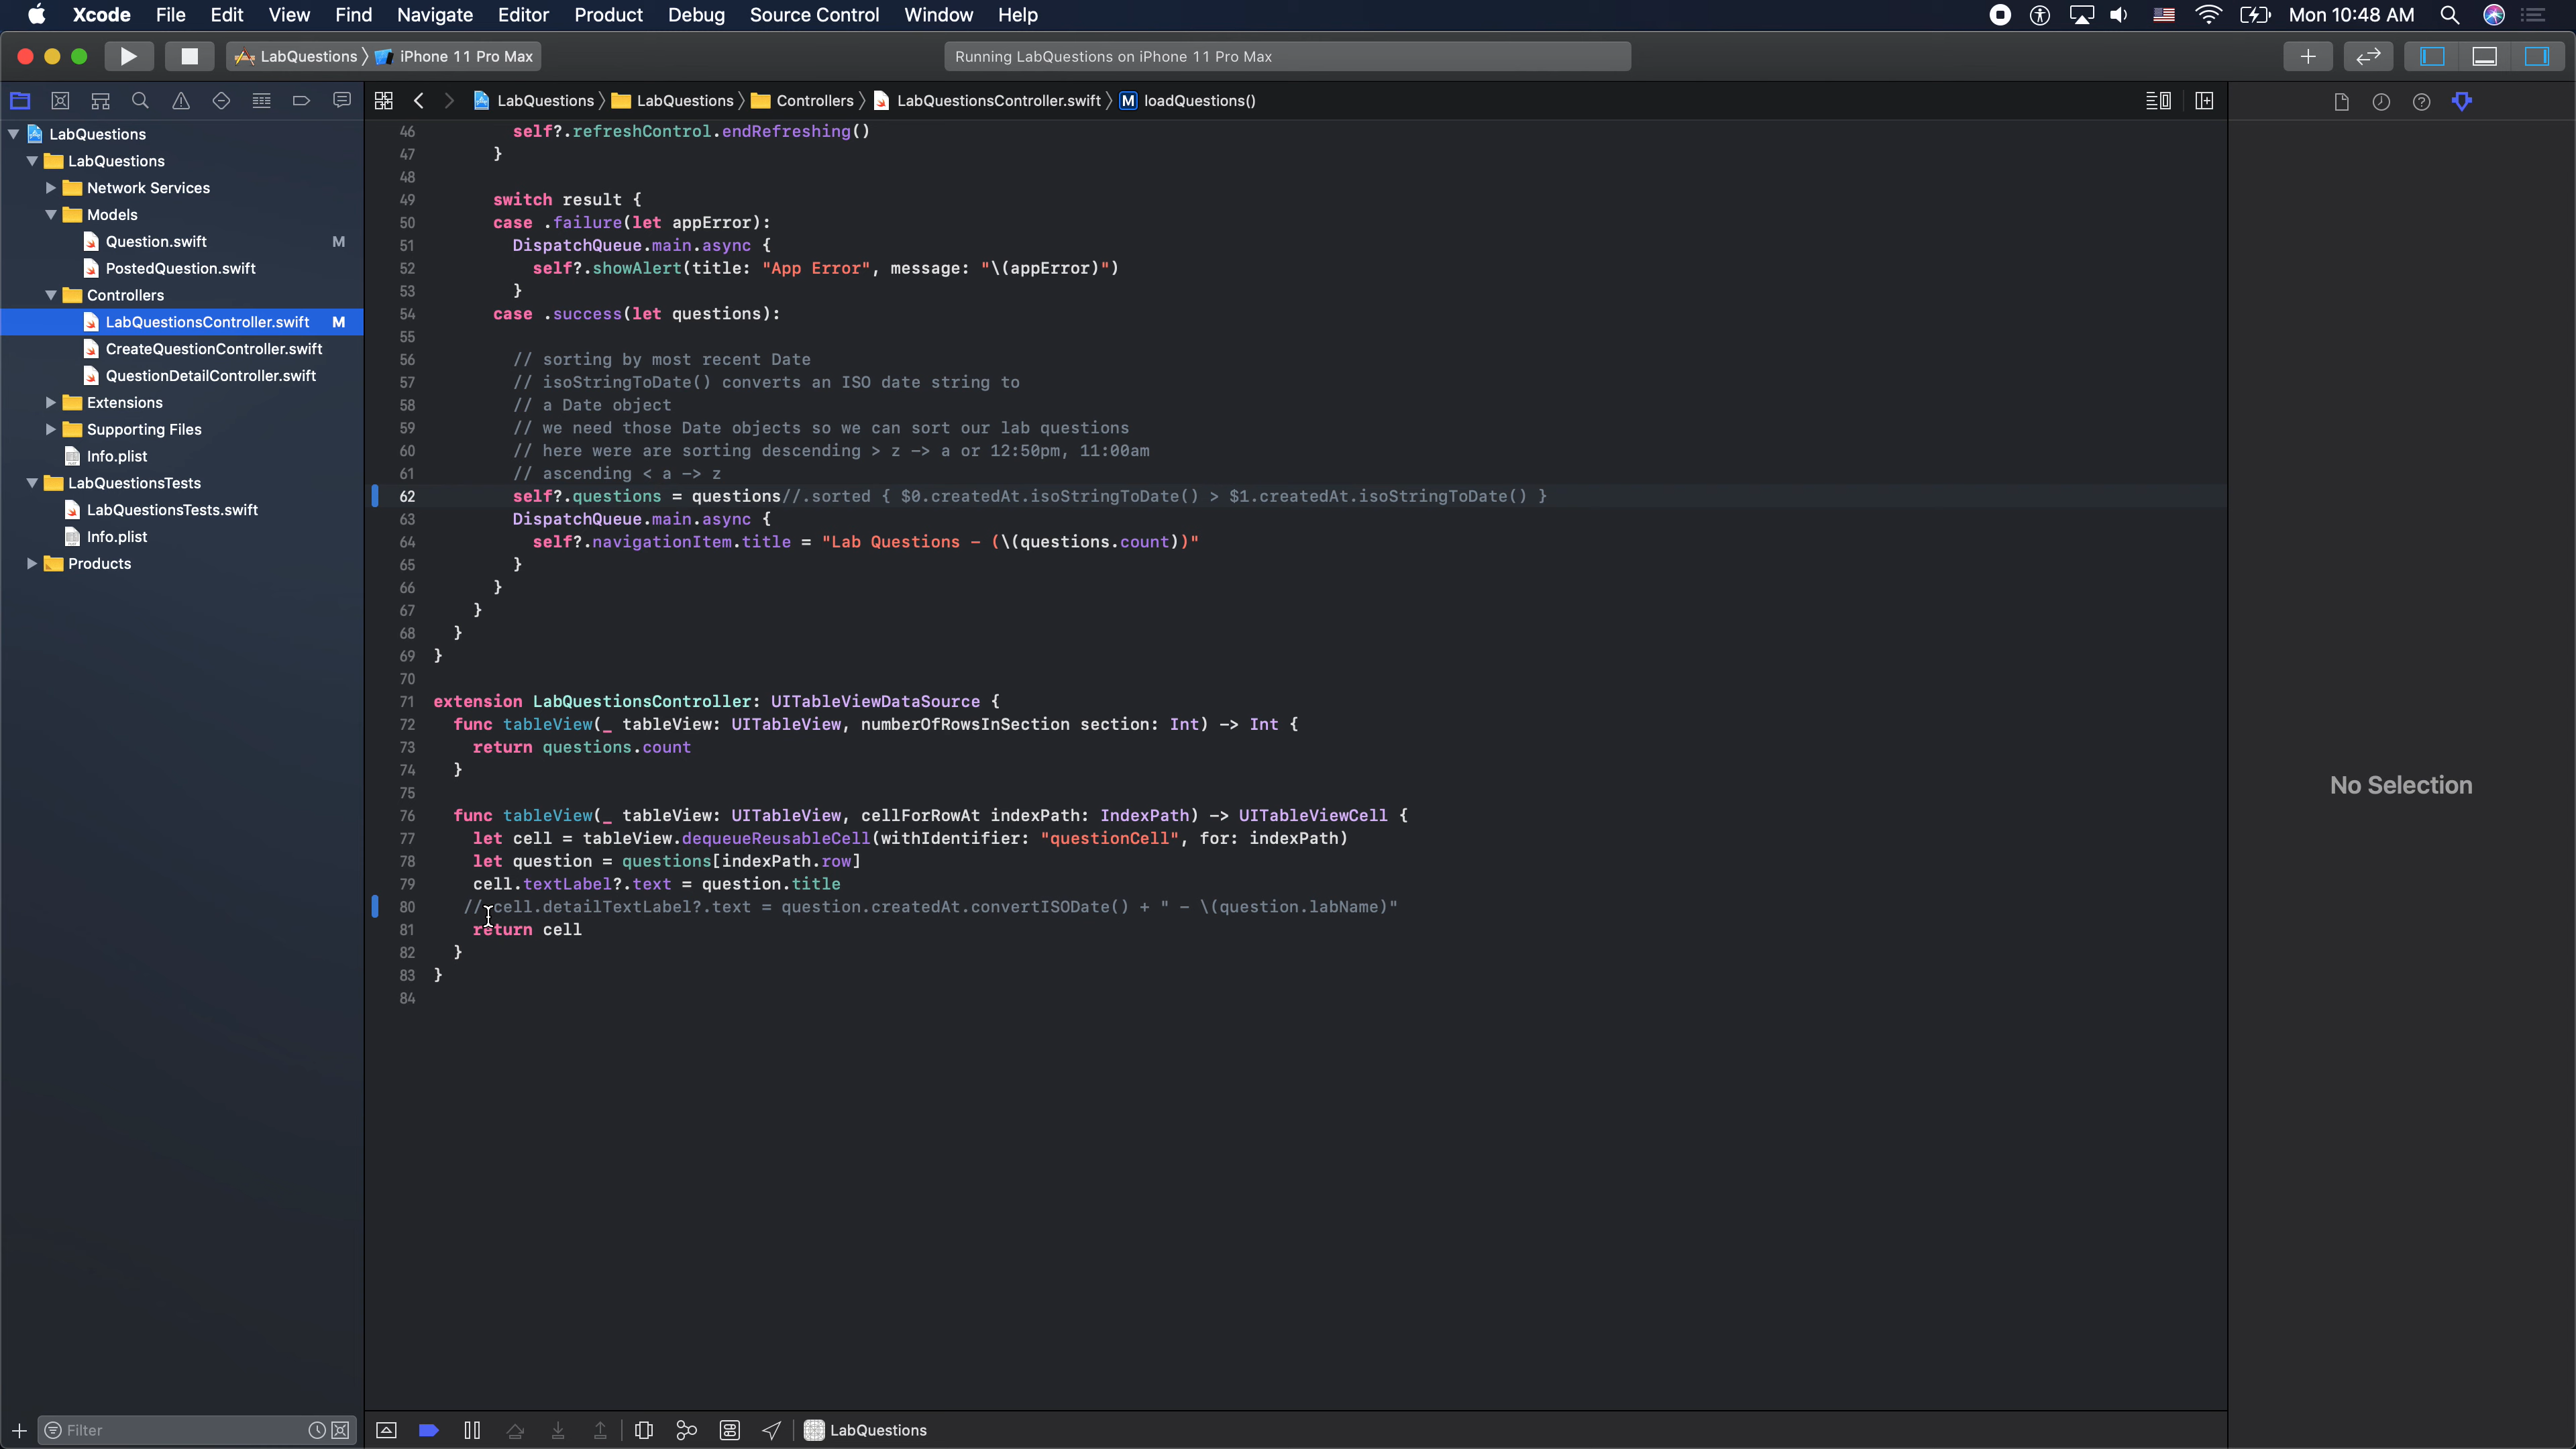 Xcode File Edit View Find Navigate Editor Product Debug Source Control Window Help Mon 10:48 AM
LabQuestions iPhone 11 Pro Max Running LabQuestions on iPhone 11 Pro Max
LabQuestions LabQuestions Controllers LabQuestionsController.swift M loadQuestions()
LabQuestions
LabQuestions
Network Services
Models
Question.swift M
PostedQuestion.swift
Controllers
LabQuestionsController.swift M
CreateQuestionController.swift
QuestionDetailController.swift
Extensions
Supporting Files
Info.plist
LabQuestionsTests
LabQuestionsTests.swift
Info.plist
Products
Filter
46 self?.refreshControl.endRefreshing()
47 }
48
49 switch result {
50 case .failure(let appError):
51 DispatchQueue.main.async {
52 self?.showAlert(title: "App Error", message: "\(appError)")
53 }
54 case .success(let questions):
55
56 // sorting by most recent Date
57 // isoStringToDate() converts an ISO date string to
58 // a Date object
59 // we need those Date objects so we can sort our lab questions
60 // here were are sorting descending > z -> a or 12:50pm, 11:00am
61 // ascending < a -> z
62 self?.questions = questions//.sorted { $0.createdAt.isoStringToDate() > $1.createdAt.isoStringToDate() }
63 DispatchQueue.main.async {
64 self?.navigationItem.title = "Lab Questions - (\(questions.count))"
65 }
66 }
67 }
68 }
69 }
70
71 extension LabQuestionsController: UITableViewDataSource {
72 func tableView(_ tableView: UITableView, numberOfRowsInSection section: Int) -> Int {
73 return questions.count
74 }
75
76 func tableView(_ tableView: UITableView, cellForRowAt indexPath: IndexPath) -> UITableViewCell {
77 let cell = tableView.dequeueReusableCell(withIdentifier: "questionCell", for: indexPath)
78 let question = questions[indexPath.row]
79 cell.textLabel?.text = question.title
80 // cell.detailTextLabel?.text = question.createdAt.convertISODate() + " - \(question.labName)"
81 return cell
82 }
83 }
84
LabQuestions
No Selection